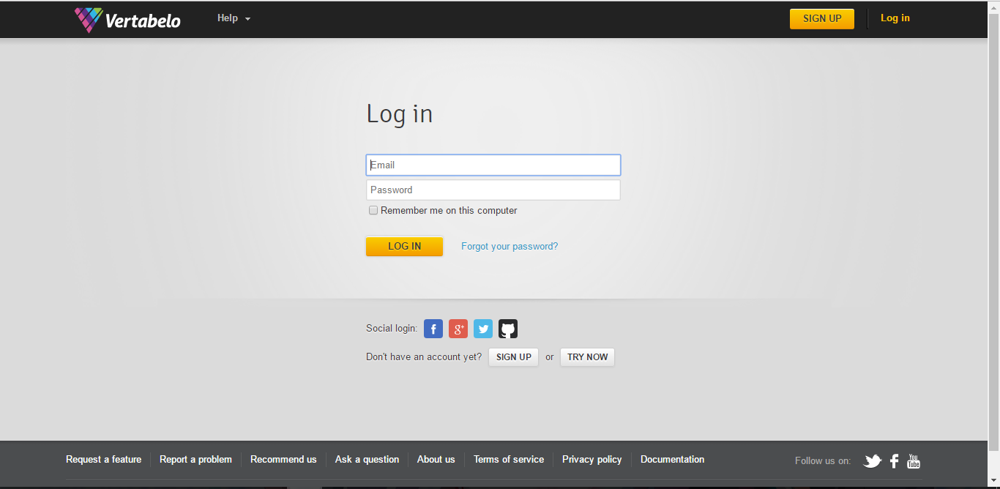 Vertabelo Help SIGN UP Log in
Log in
Email
Password
Remember me on this computer
LOG IN Forgot your password?
Social login: f g+
Don't have an account yet? SIGN UP or TRY NOW
Request a feature Report a problem Recommend us Ask a question About us Terms of service Privacy policy Documentation Follow us on: f You Tube